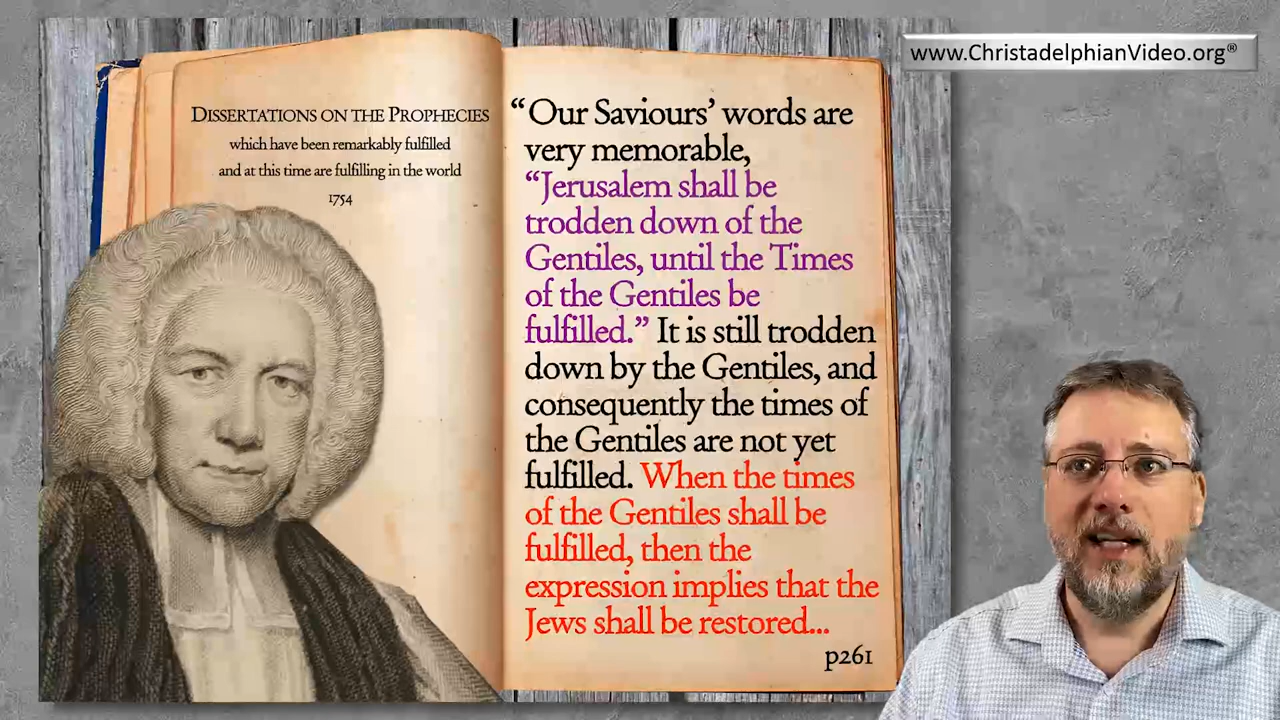 www.ChristadelphianVideo.org®
DISSERTATIONS ON THE PROPHECIES
which have been remarkably fulfilled
and at this time are fulfilling in the world
1754
“Our Saviours’ words are
very memorable,
“Jerusalem shall be
trodden down of the
Gentiles, until the Times
of the Gentiles be
fulfilled.” It is still trodden
down by the Gentiles, and
consequently the times of
the Gentiles are not yet
fulfilled. When the times
of the Gentiles shall be
fulfilled, then the
expression implies that the
Jews shall be restored...
p261